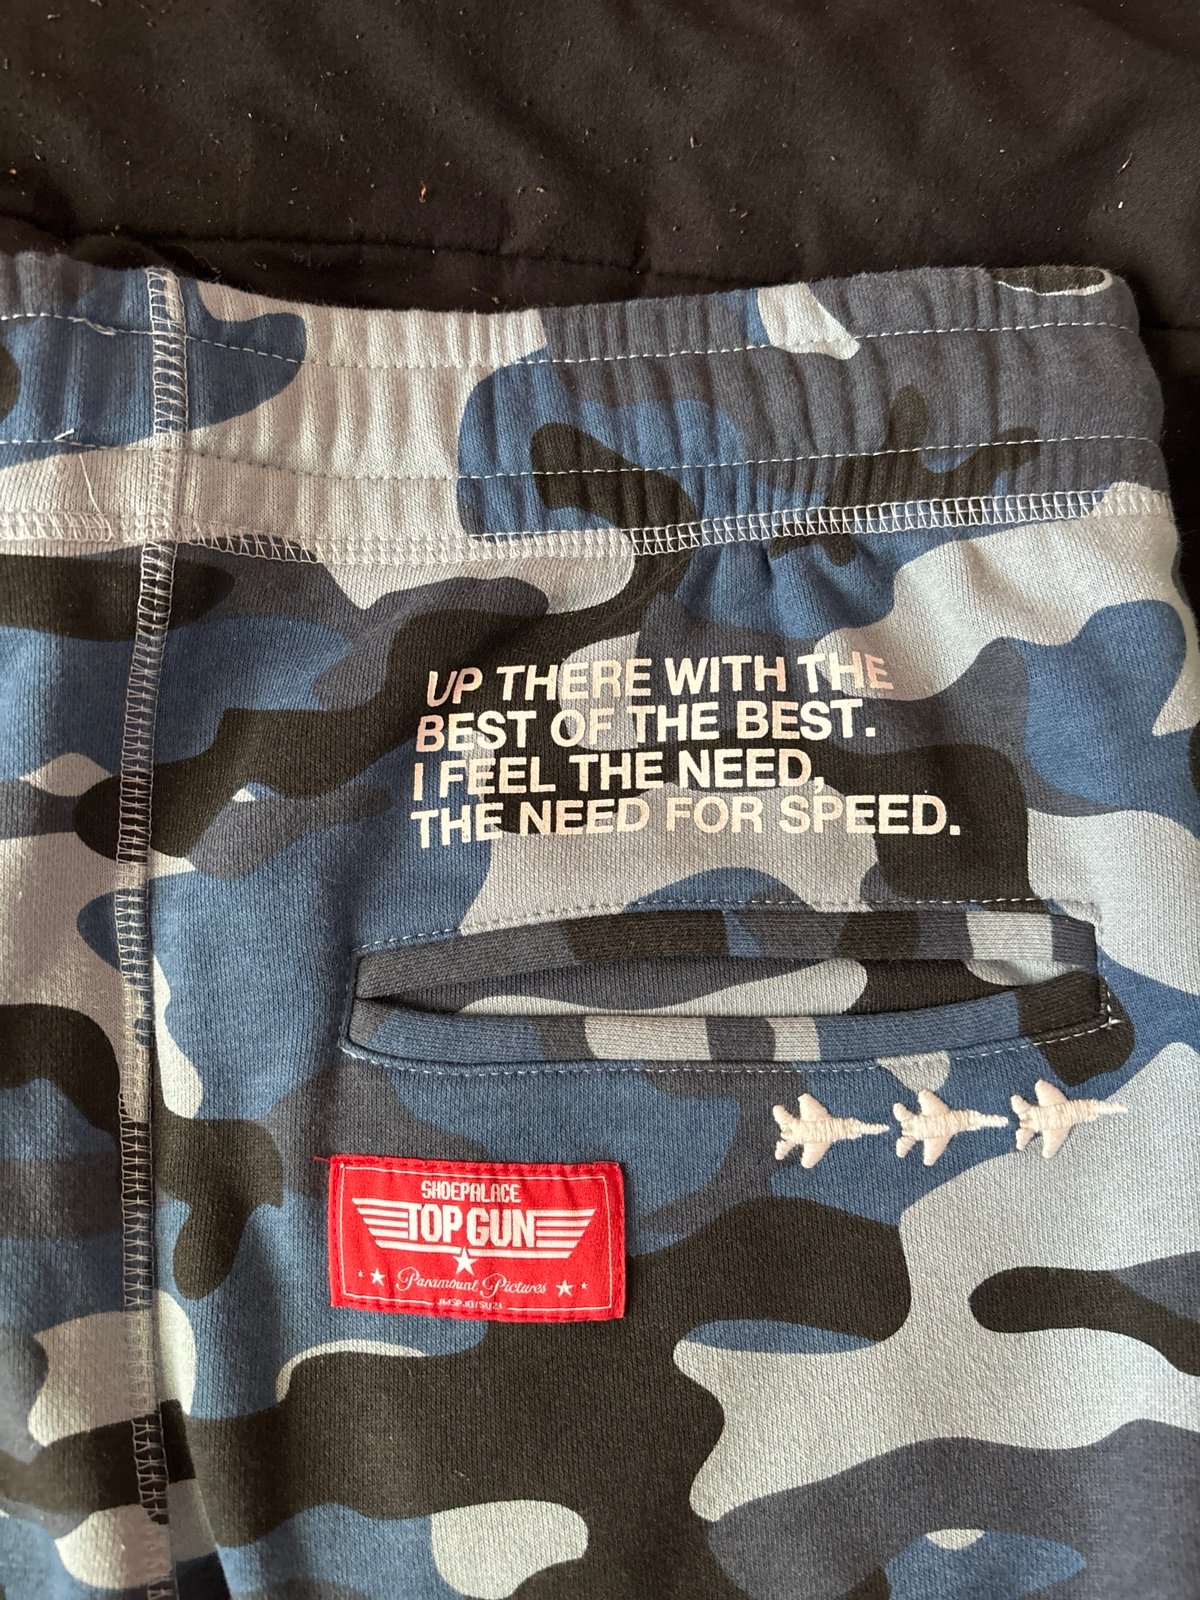 UP THERE WITH THE
BEST OF THE BEST.
I FEEL THE NEED,
THE NEED FOR SPEED.
SHOEPALACE
TOP GUN
Paramount Pictures